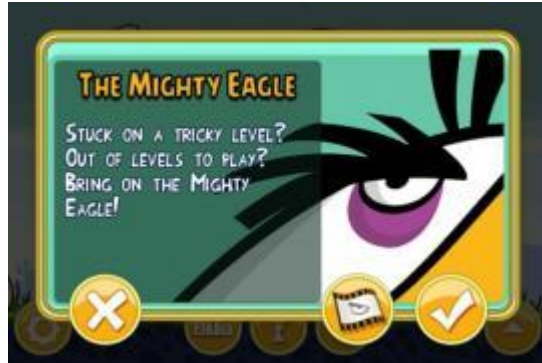 The Mighty Eagle
Stuck on a tricky level?
Out of levels to play?
Bring on the Mighty
Eagle!